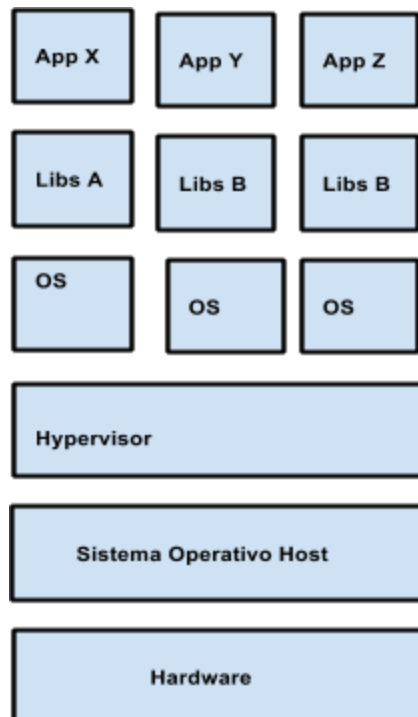 App X
App Y
App Z
Libs A
Libs B
Libs B
OS
OS
OS
Hypervisor
Sistema Operativo Host
Hardware